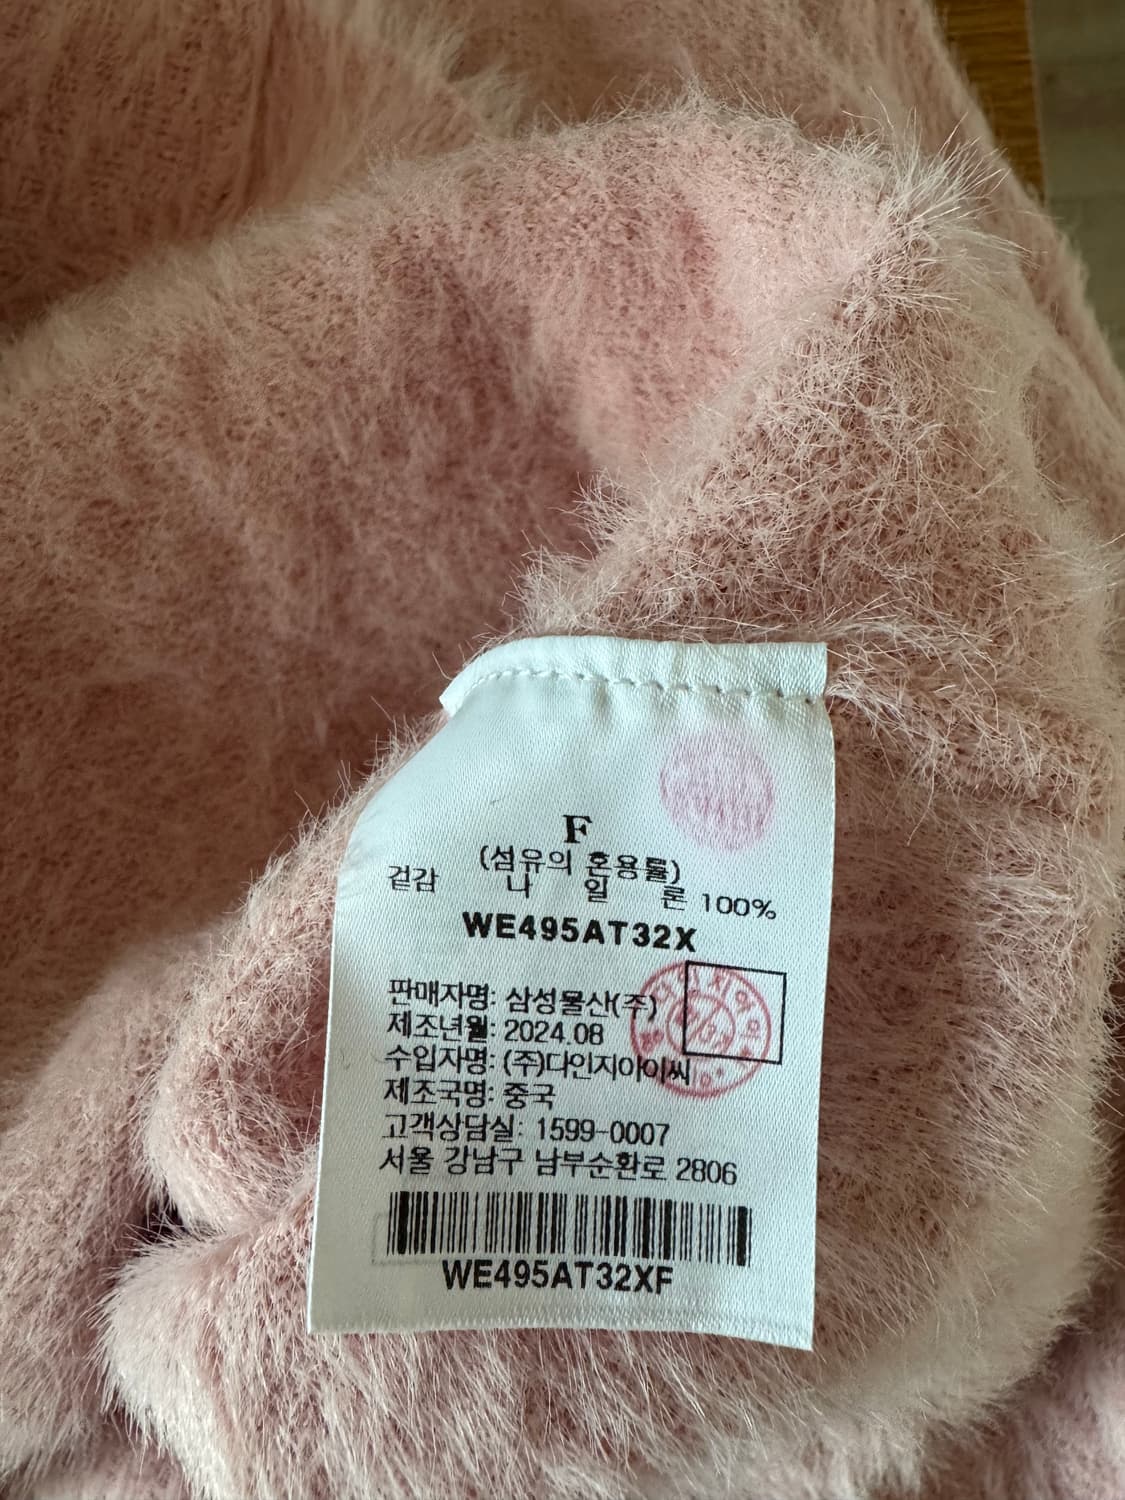 F
(섬유의 혼용률)
겉감 나 일 론 100%
WE495AT32X
판매자명: 삼성물산(주)
제조년월: 2024.08
수입자명: (주)다인지아이씨
제조국명: 중국
고객상담실: 1599-0007
서울 강남구 남부순환로 2806
WE495AT32XF